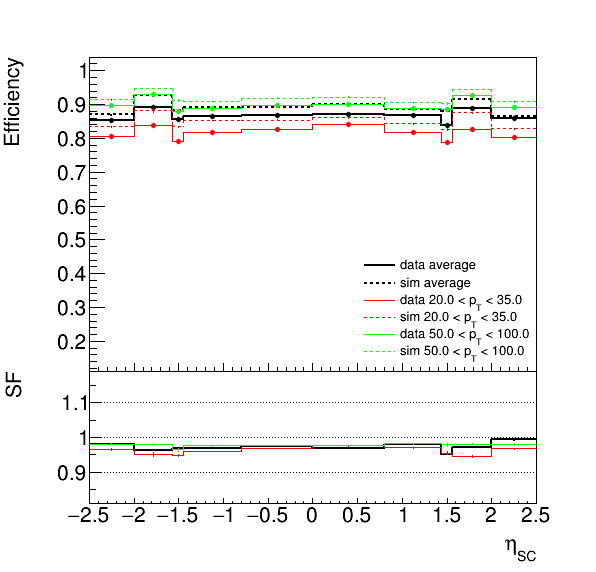 Efficiency
1
0.9
0.8
0.7
0.6
0.5
0.4
0.3
0.2
data average
sim average
data 20.0 < p_T < 35.0
sim 20.0 < p_T < 35.0
data 50.0 < p_T < 100.0
sim 50.0 < p_T < 100.0
SF
1.1
1
0.9
−2.5 −2 −1.5 −1 −0.5 0 0.5 1 1.5 2 2.5
η_SC